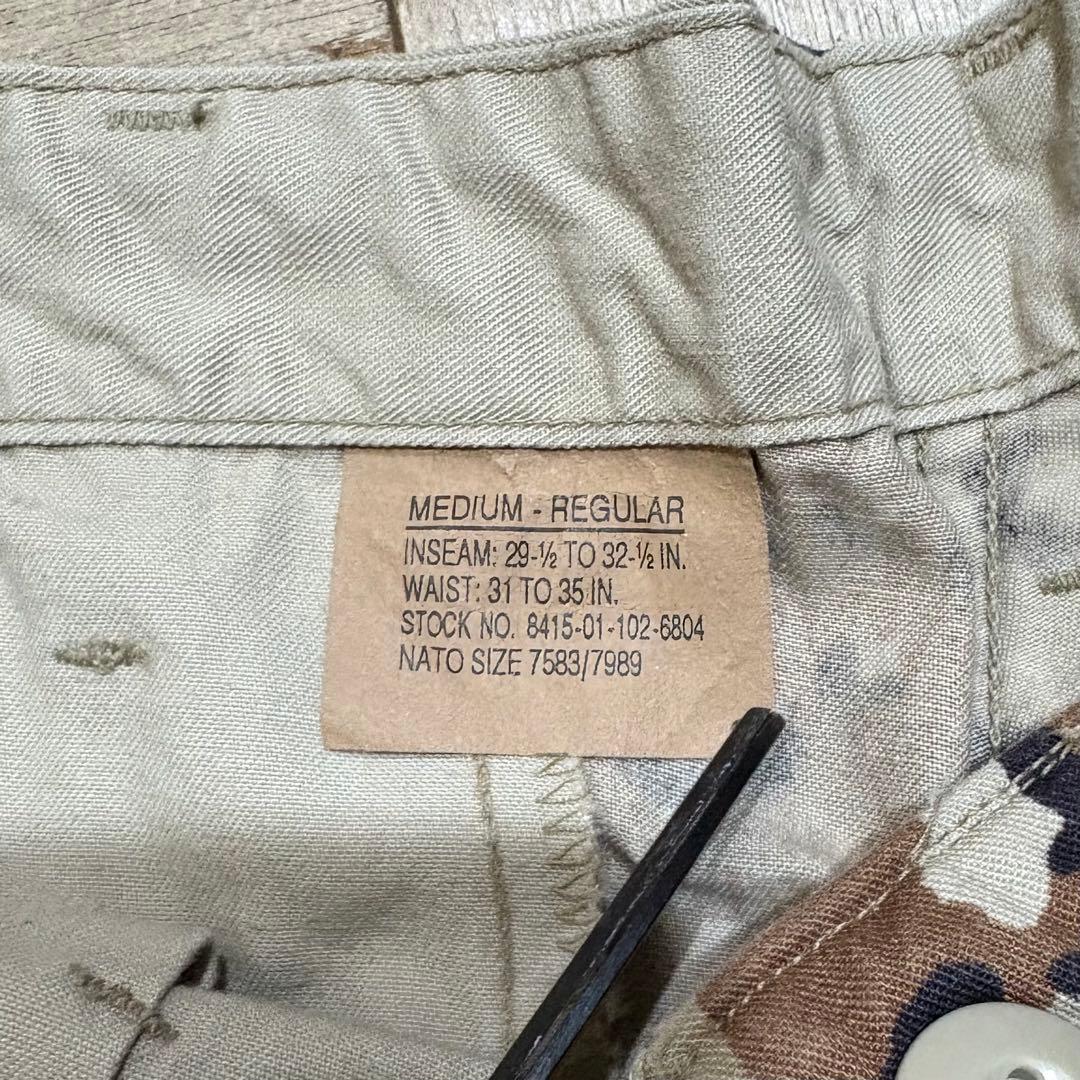 MEDIUM - REGULAR
INSEAM: 29-½ TO 32-½ IN.
WAIST: 31 TO 35 IN.
STOCK NO. 8415-01-102-6804
NATO SIZE 7583/7989